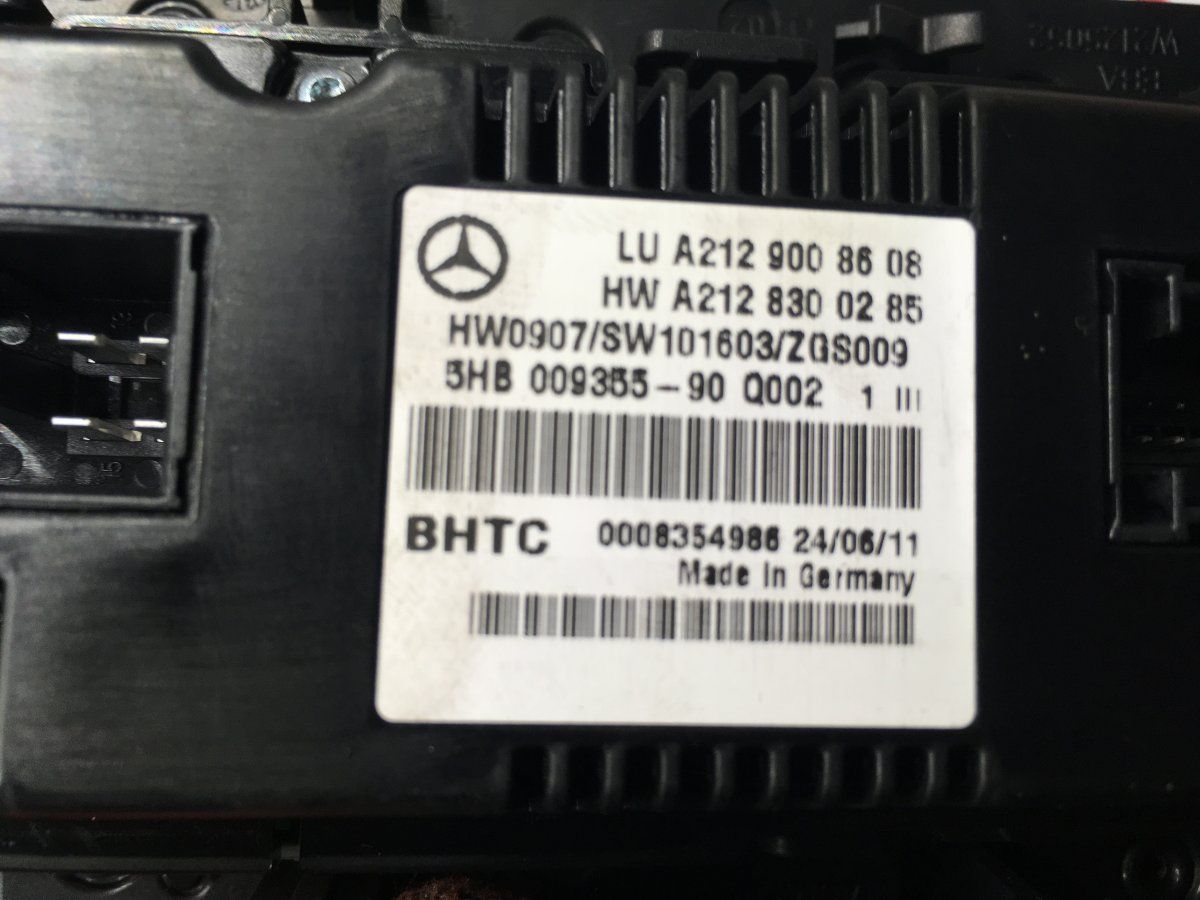 LU A212 900 86 08
HW A212 830 02 85
HW0907/SW101603/ZGS009
5HB 009355-90 Q002 1 III
BHTC 0008354986 24/06/11
Made In Germany